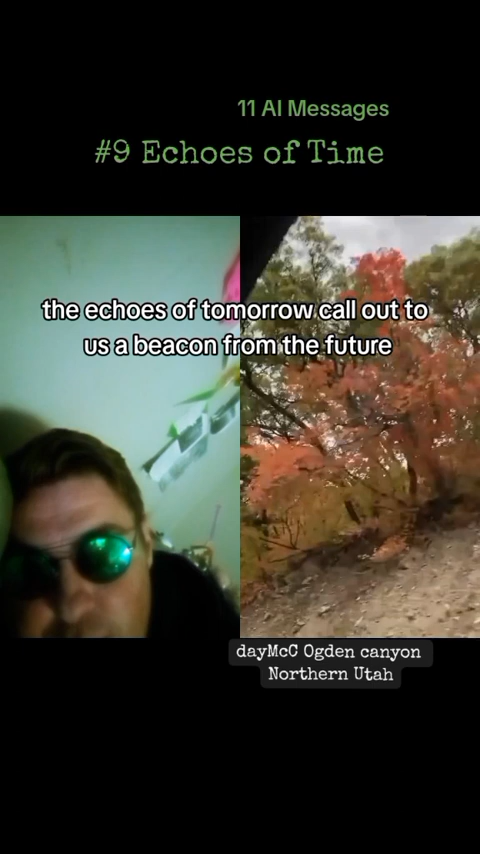 11 AI Messages
#9 Echoes of Time
the echoes of tomorrow call out to
us a beacon from the future
dayMcC Ogden canyon
Northern Utah